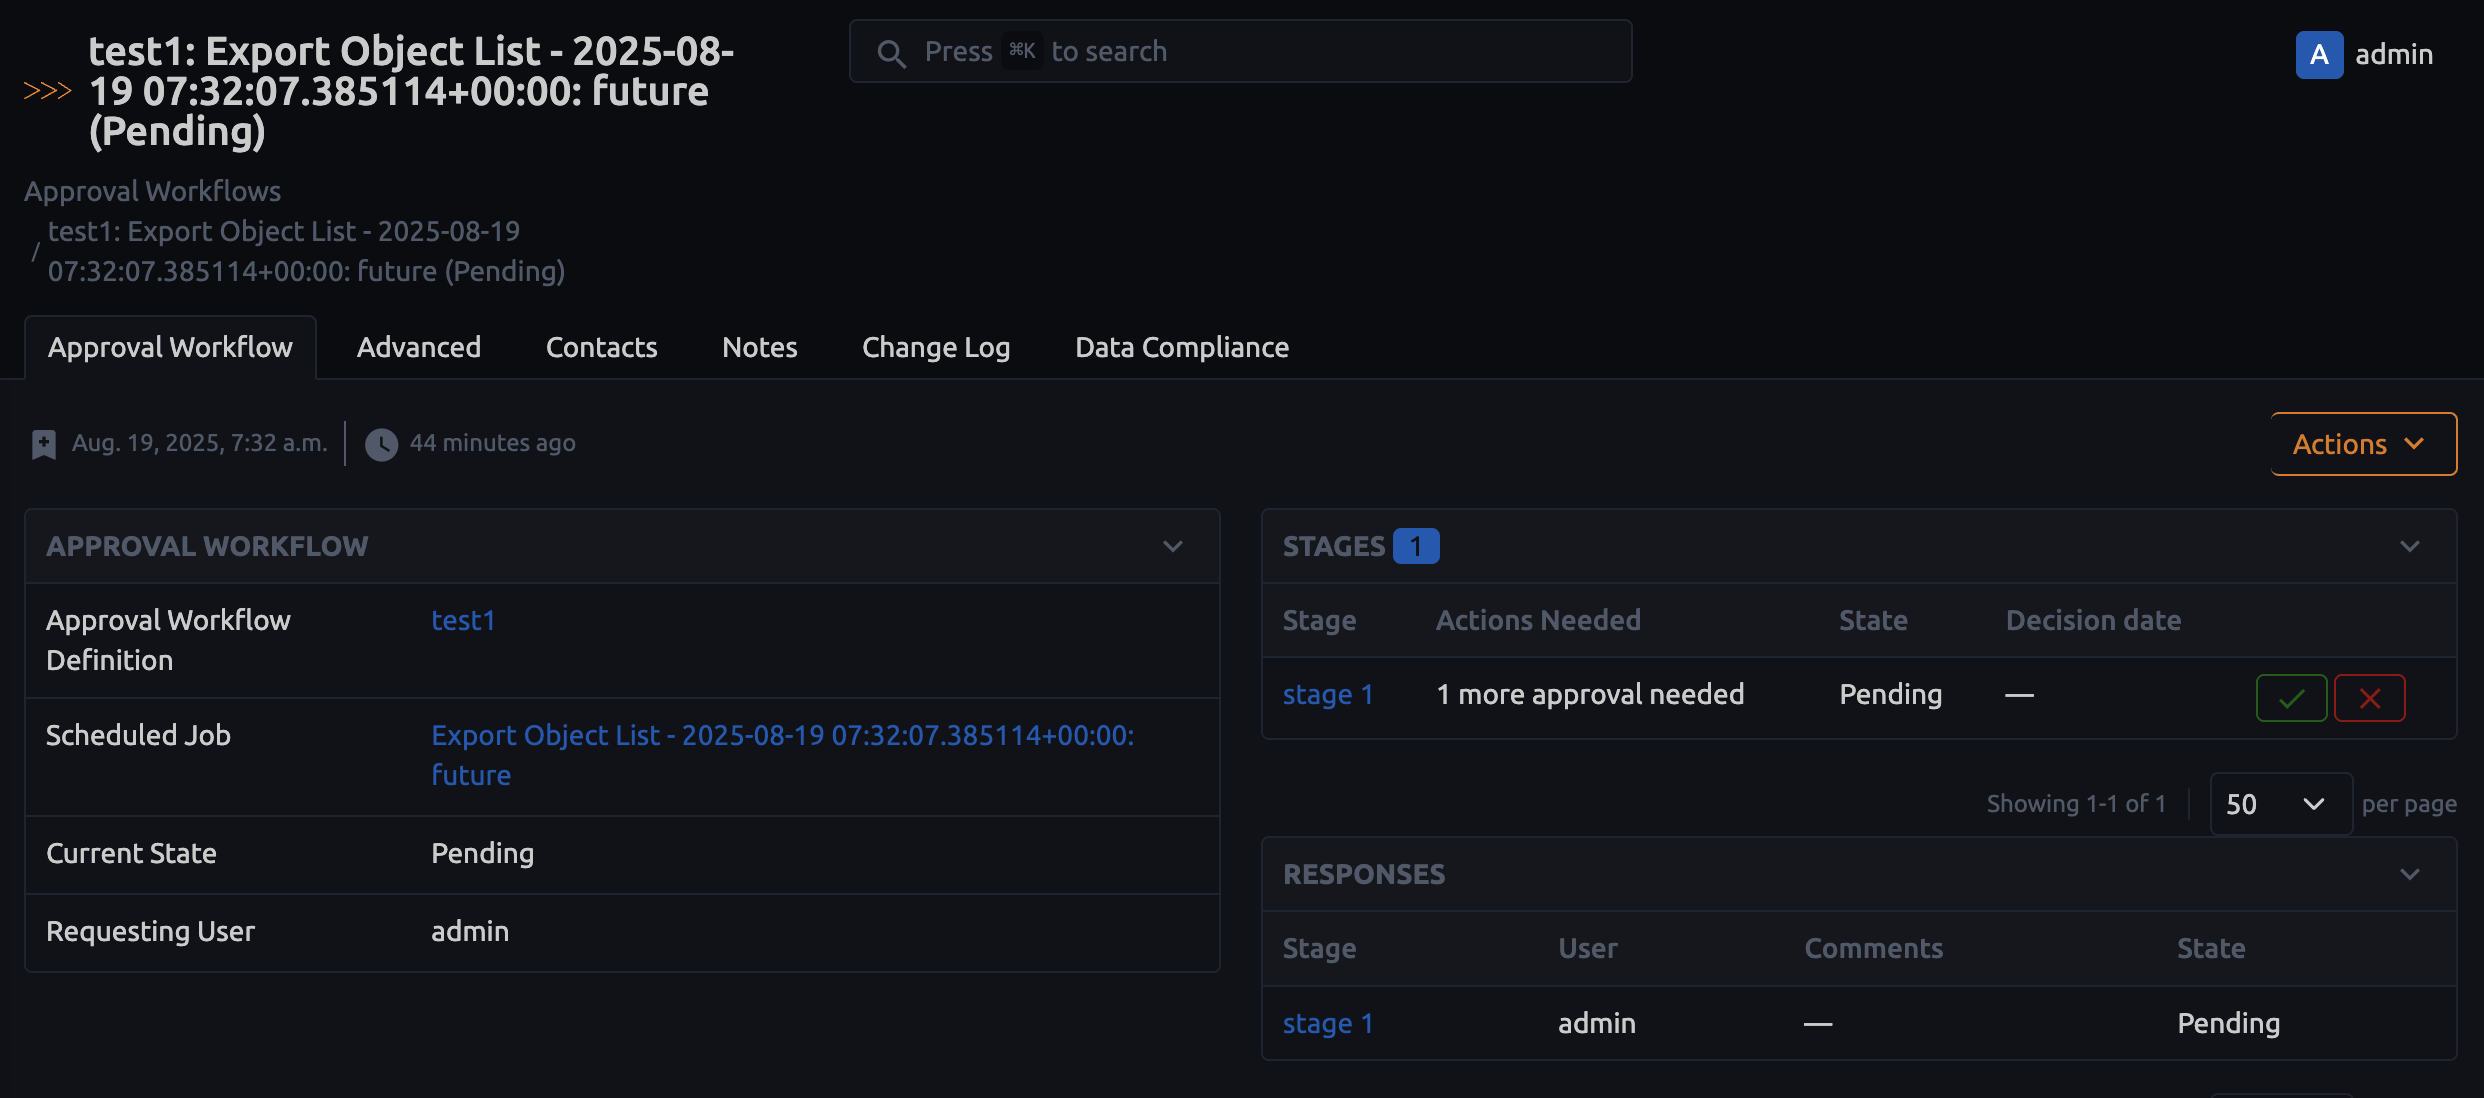 test1: Export Object List - 2025-08-
>>> 19 07:32:07.385114+00:00: future
(Pending)
Press ⌘K to search
A admin
Approval Workflows
/ test1: Export Object List - 2025-08-19
07:32:07.385114+00:00: future (Pending)
Approval Workflow Advanced Contacts Notes Change Log Data Compliance
Aug. 19, 2025, 7:32 a.m. 44 minutes ago
Actions
APPROVAL WORKFLOW
Approval Workflow test1
Definition
Scheduled Job Export Object List - 2025-08-19 07:32:07.385114+00:00:
future
Current State Pending
Requesting User admin
STAGES 1
Stage Actions Needed State Decision date
stage 1 1 more approval needed Pending —
Showing 1-1 of 1 50 per page
RESPONSES
Stage User Comments State
stage 1 admin — Pending